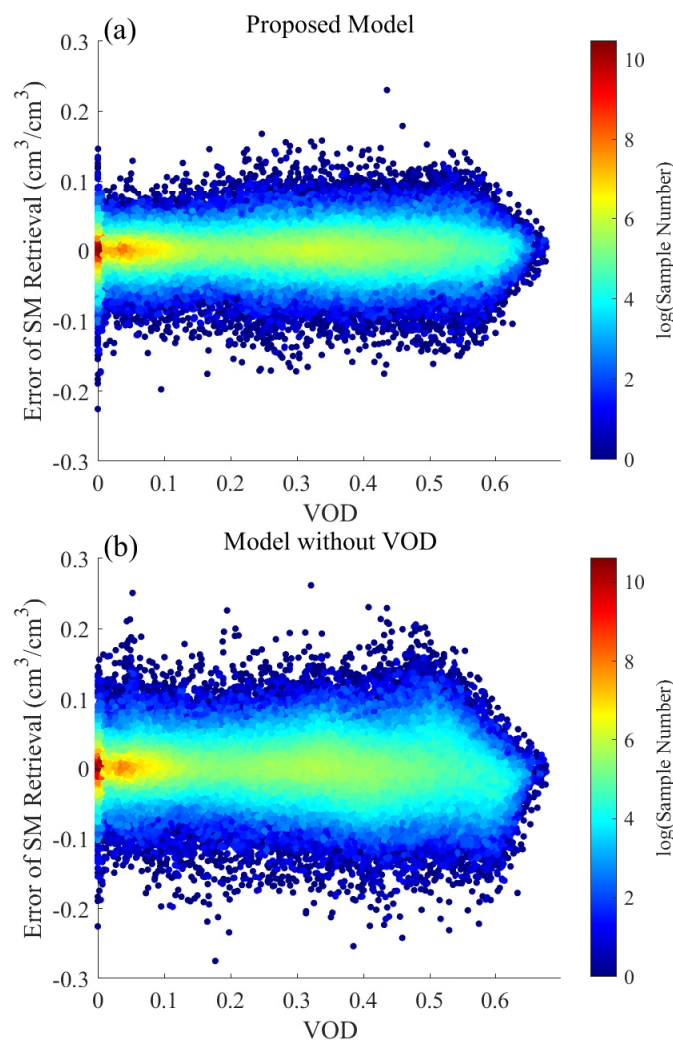 (a) Proposed Model
0.3
0.2
0.1
0
-0.1
-0.2
-0.3
Error of SM Retrieval (cm³/cm³)
0 0.1 0.2 0.3 0.4 0.5 0.6
VOD
10
8
6
4
2
0
log(Sample Number)
(b) Model without VOD
0.3
0.2
0.1
0
-0.1
-0.2
-0.3
Error of SM Retrieval (cm³/cm³)
0 0.1 0.2 0.3 0.4 0.5 0.6
VOD
10
8
6
4
2
0
log(Sample Number)